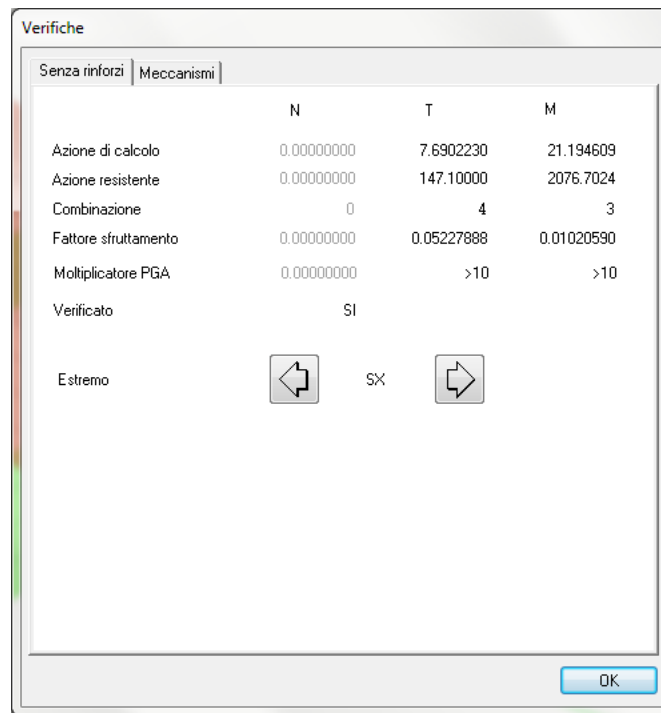 Verifiche
Senza rinforzi Meccanismi
N T M
Azione di calcolo 0.00000000 7.6902230 21.194609
Azione resistente 0.00000000 147.10000 2076.7024
Combinazione 0 4 3
Fattore sfruttamento 0.00000000 0.05227888 0.01020590
Moltiplicatore PGA 0.00000000 >10 >10
Verificato SI
Estremo SX
OK